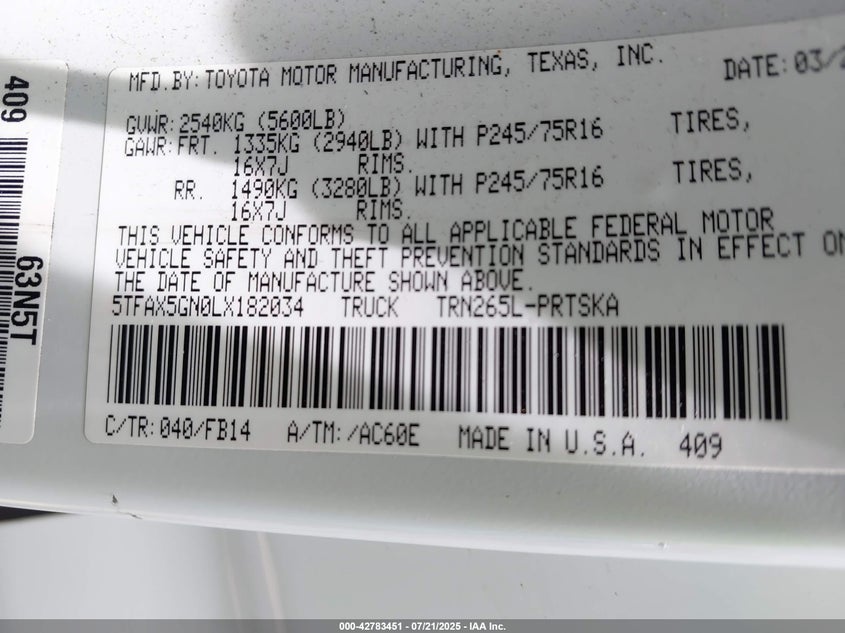 MFD.BY: TOYOTA MOTOR MANUFACTURING, TEXAS, INC. DATE: 03/
GVWR: 2540KG (5600LB)
GAWR: FRT. 1335KG (2940LB) WITH P245/75R16 TIRES,
16X7J RIMS.
RR. 1490KG (3280LB) WITH P245/75R16 TIRES,
16X7J RIMS.
THIS VEHICLE CONFORMS TO ALL APPLICABLE FEDERAL MOTOR
VEHICLE SAFETY AND THEFT PREVENTION STANDARDS IN EFFECT ON
THE DATE OF MANUFACTURE SHOWN ABOVE.
5TFAX5GN0LX182034 TRUCK TRN265L-PRTSKA
C/TR: 040/FB14 A/TM: /AC60E MADE IN U.S.A. 409
409
63N5T
000-42783451 - 07/21/2025 - IAA Inc.